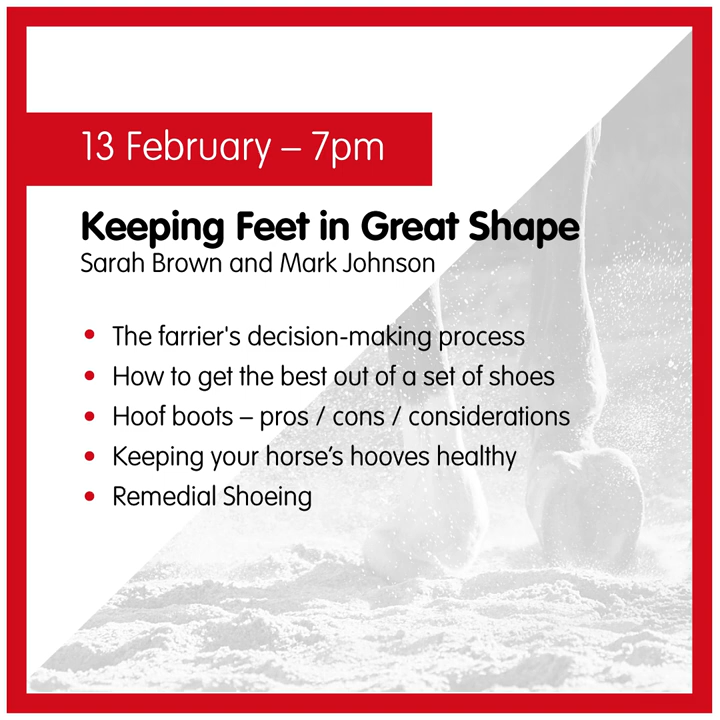 13 February – 7pm
Keeping Feet in Great Shape
Sarah Brown and Mark Johnson
• The farrier's decision-making process
• How to get the best out of a set of shoes
• Hoof boots – pros / cons / considerations
• Keeping your horse’s hooves healthy
• Remedial Shoeing